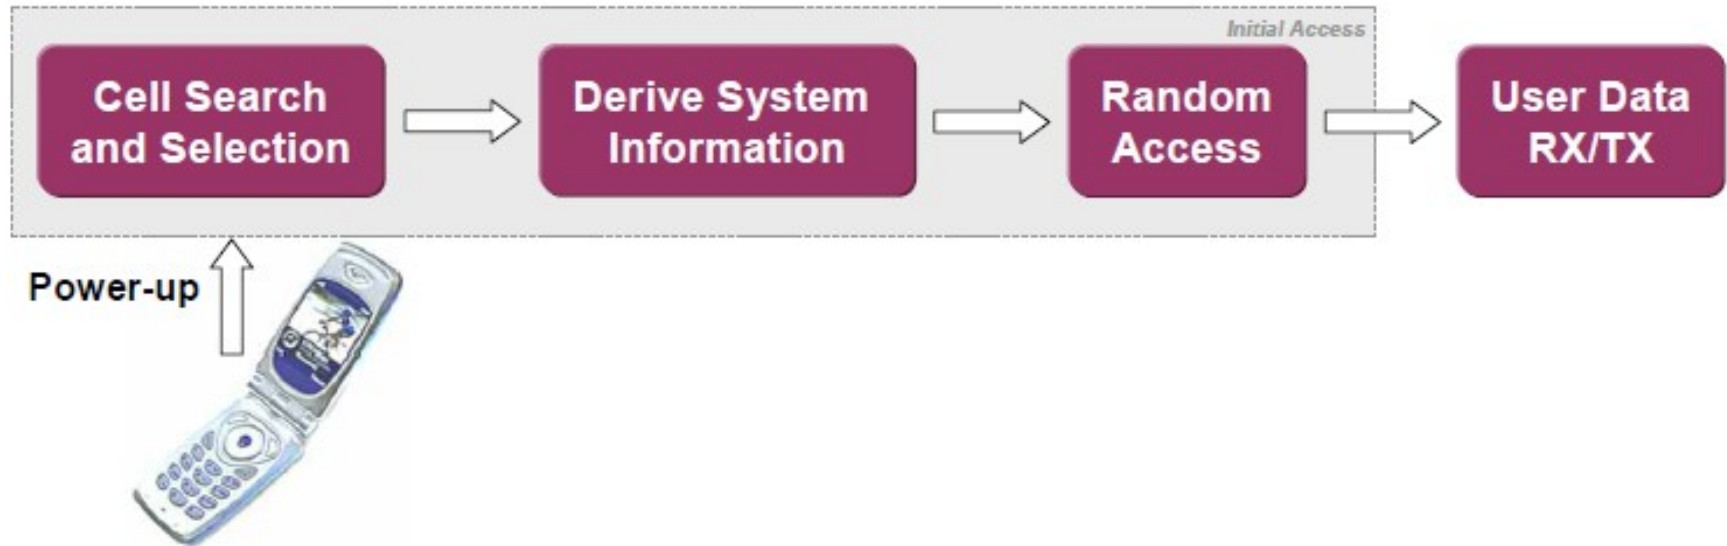 Initial Access
Cell Search
and Selection
Derive System
Information
Random
Access
User Data
RX/TX
Power-up